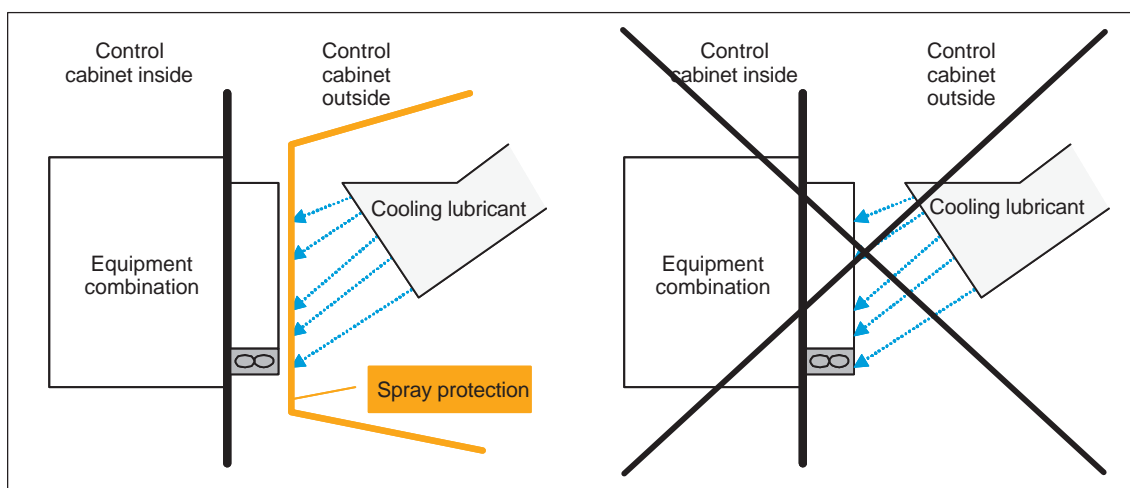 Control
cabinet inside
Control
cabinet
outside
Cooling lubricant
Equipment
combination
Spray protection
Control
cabinet inside
Control
cabinet
outside
Cooling lubricant
Equipment
combination